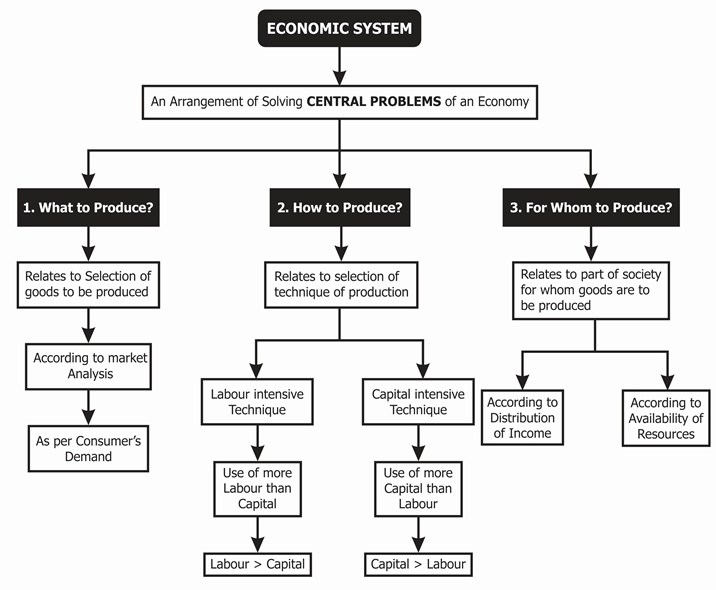 ECONOMIC SYSTEM
An Arrangement of Solving CENTRAL PROBLEMS of an Economy
1. What to Produce?
Relates to Selection of
goods to be produced
According to market
Analysis
As per Consumer's
Demand
2. How to Produce?
Relates to selection of
technique of production
Labour intensive
Technique
Use of more
Labour than
Capital
Labour > Capital
Capital intensive
Technique
Use of more
Capital than
Labour
Capital > Labour
3. For Whom to Produce?
Relates to part of society
for whom goods are to
be produced
According to
Distribution
of Income
According to
Availability of
Resources